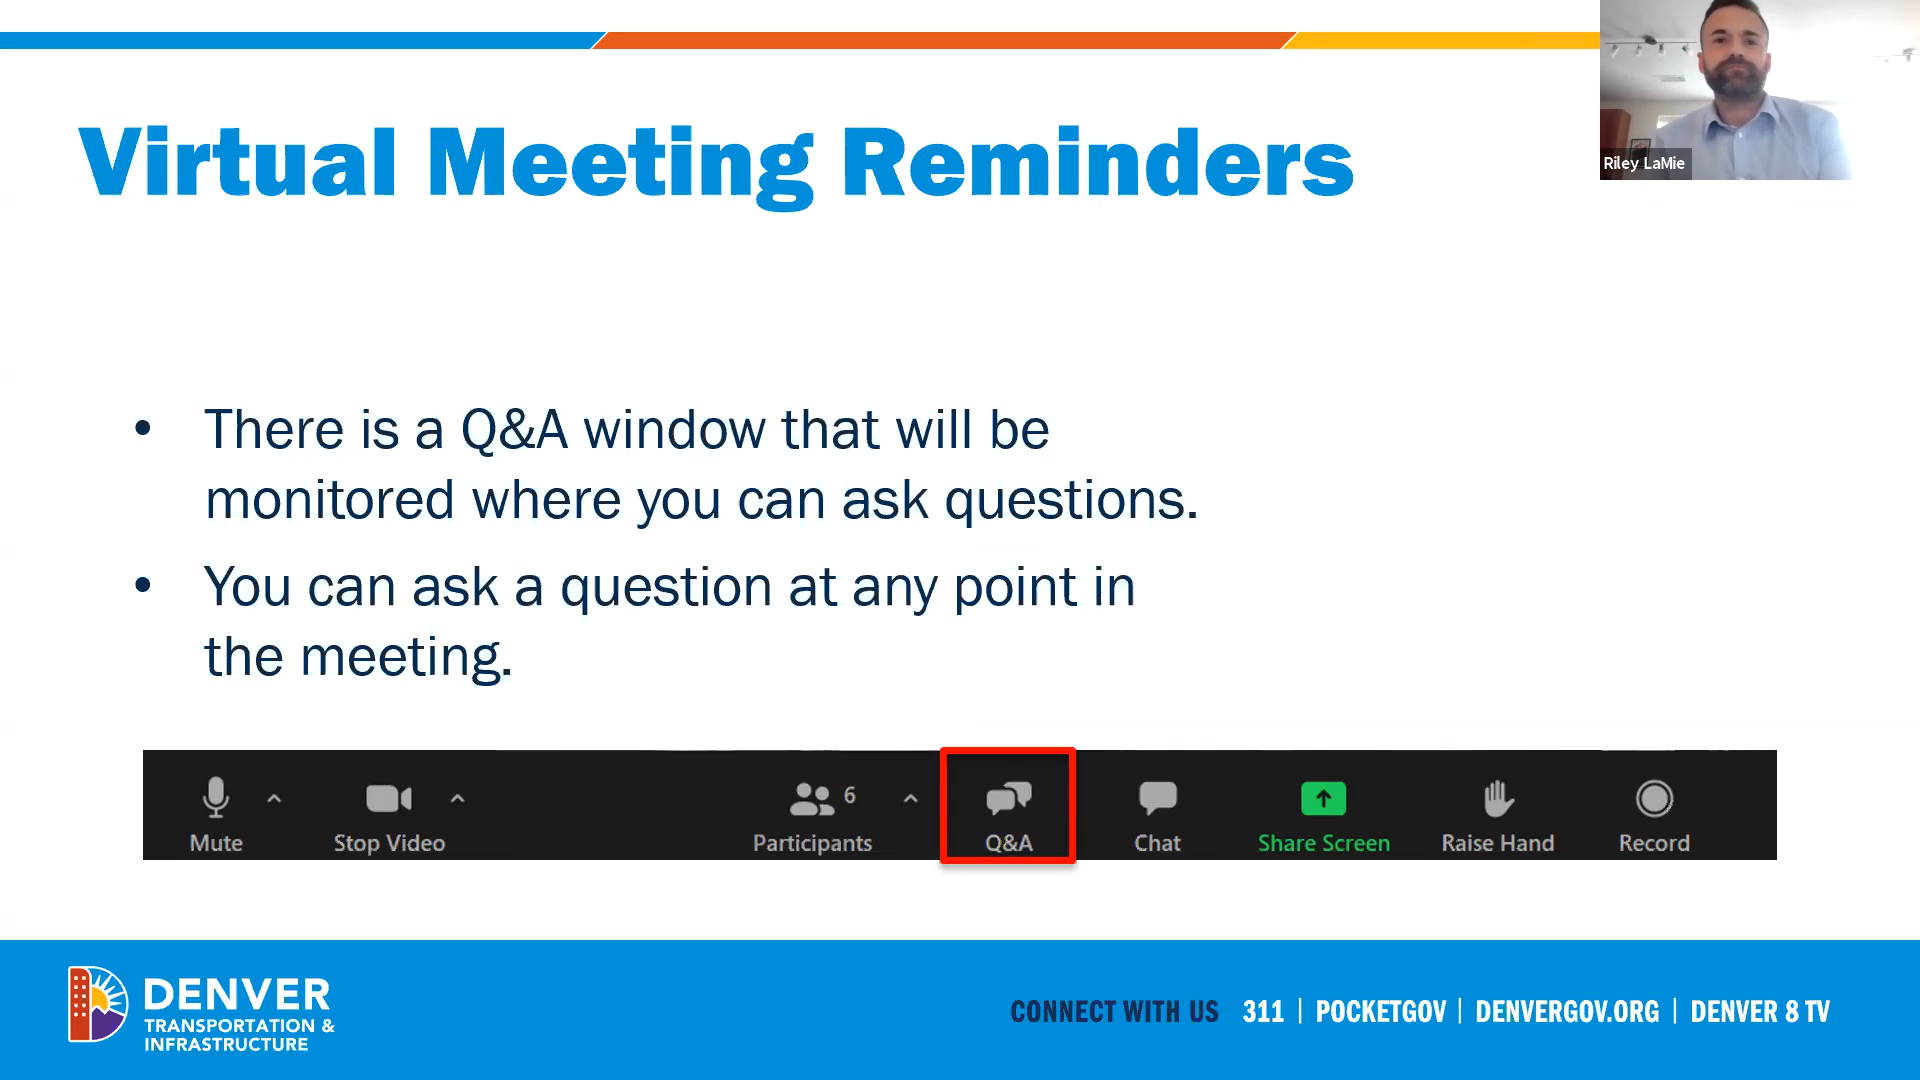 Virtual Meeting Reminders
Riley LaMie
• There is a Q&A window that will be
monitored where you can ask questions.
• You can ask a question at any point in
the meeting.
Mute
Stop Video
6
Participants
Q&A
Chat
Share Screen
Raise Hand
Record
DENVER
TRANSPORTATION &
INFRASTRUCTURE
CONNECT WITH US 311 | POCKETGOV | DENVERGOV.ORG | DENVER 8 TV